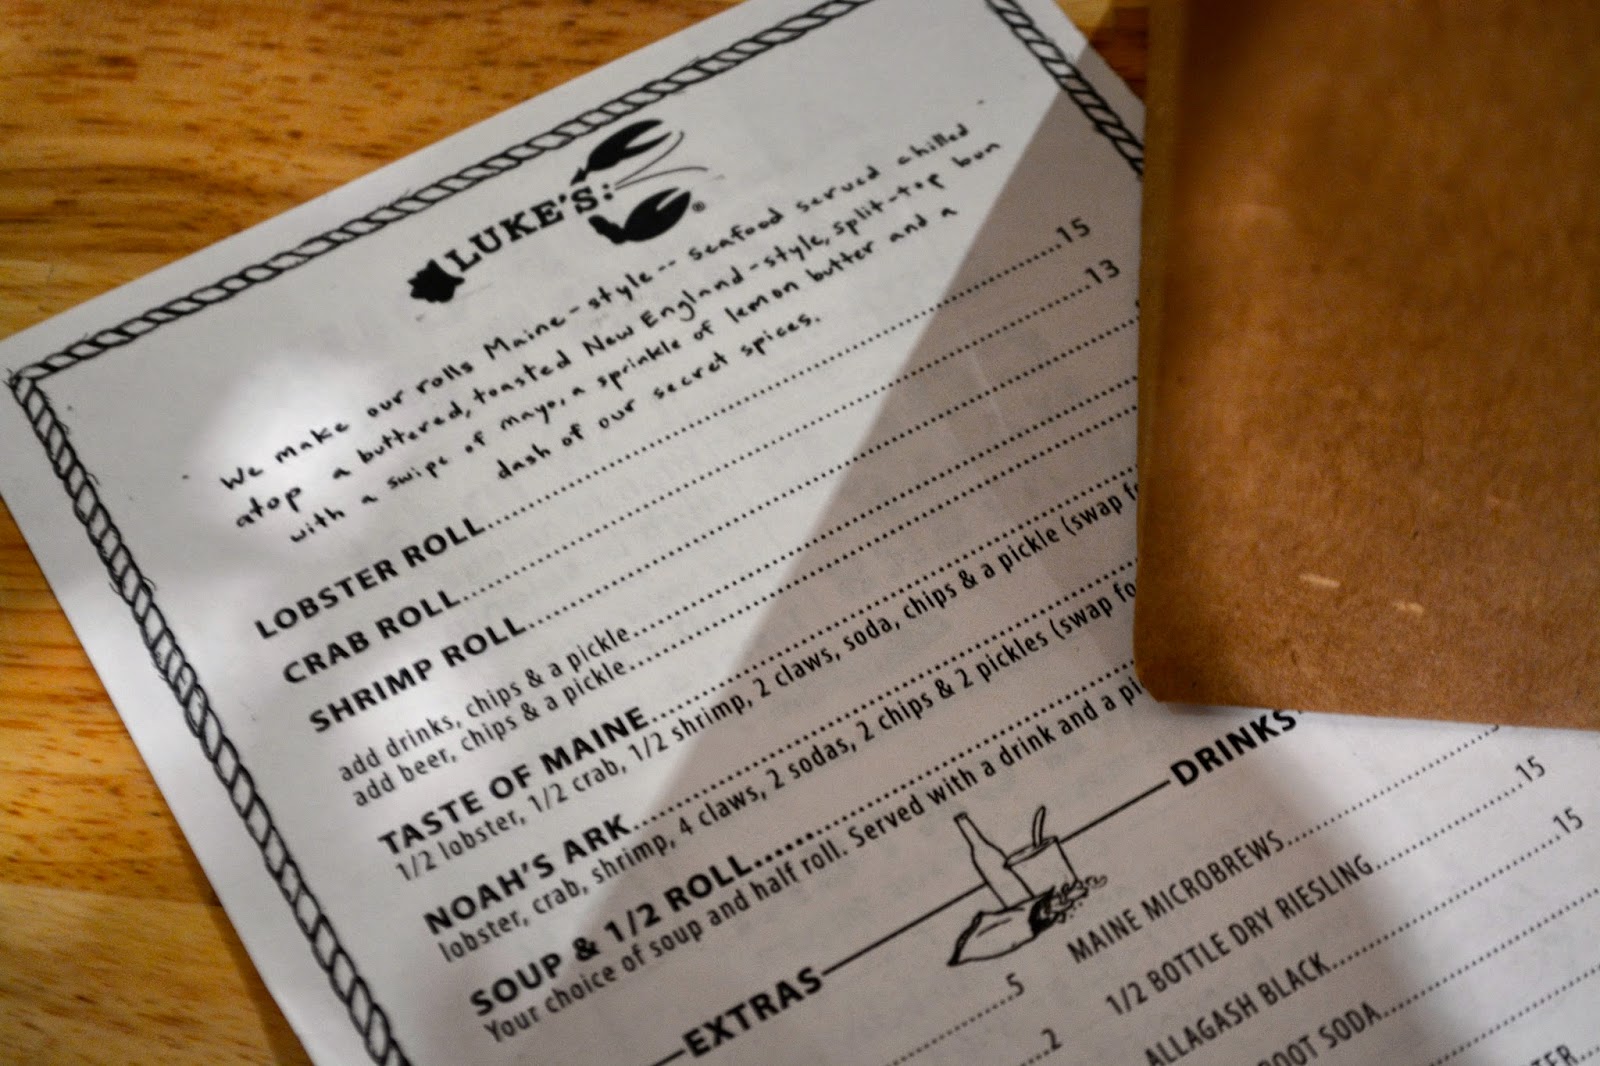 LUKE'S:®
We make our rolls Maine-style-- seafood served chilled
atop a buttered, toasted New England-style, split-top bun
with a swipe of mayo, a sprinkle of lemon butter and a
dash of our secret spices.
LOBSTER ROLL....15
CRAB ROLL....13
SHRIMP ROLL....
add drinks, chips & a pickle....
add beer, chips & a pickle....
TASTE OF MAINE....
1/2 lobster, 1/2 crab, 1/2 shrimp, 2 claws, soda, chips & a pickle (swap
NOAH'S ARK....
lobster, crab, shrimp, 4 claws, 2 sodas, 2 chips & 2 pickles (swap
SOUP & 1/2 ROLL....
Your choice of soup and half roll. Served with a drink and a
EXTRAS
....5
....2
DRINKS
MAINE MICROBREWS....
1/2 BOTTLE DRY RIESLING....15
ALLAGASH BLACK....15
SODA....